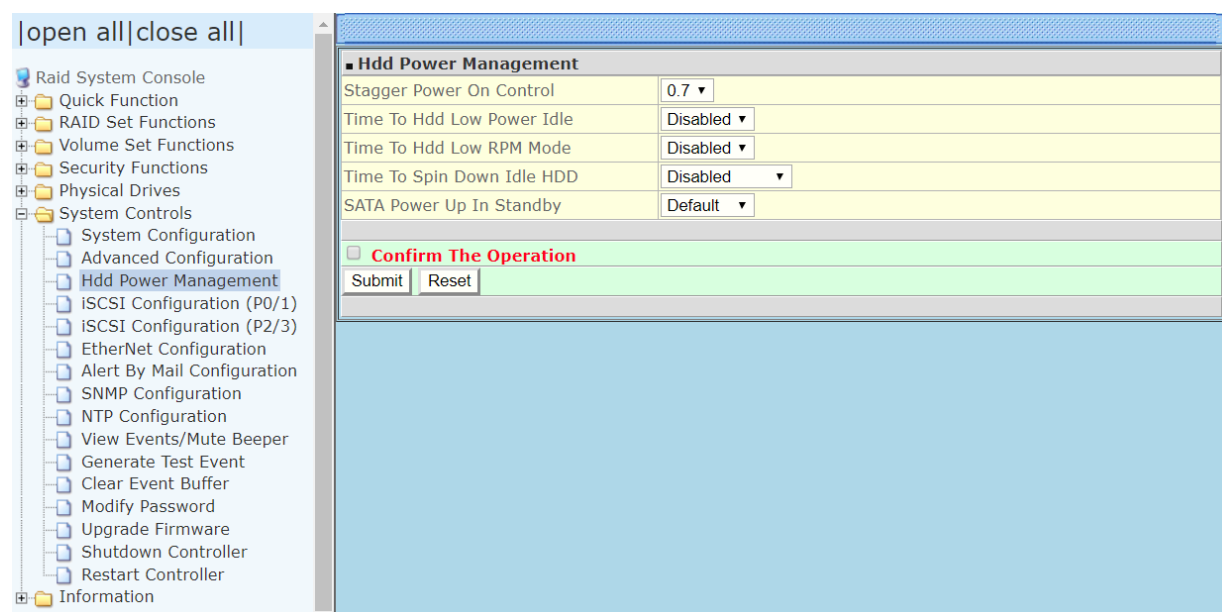 |open all|close all|
Raid System Console
Quick Function
RAID Set Functions
Volume Set Functions
Security Functions
Physical Drives
System Controls
System Configuration
Advanced Configuration
Hdd Power Management
iSCSI Configuration (P0/1)
iSCSI Configuration (P2/3)
EtherNet Configuration
Alert By Mail Configuration
SNMP Configuration
NTP Configuration
View Events/Mute Beeper
Generate Test Event
Clear Event Buffer
Modify Password
Upgrade Firmware
Shutdown Controller
Restart Controller
Information
Hdd Power Management
Stagger Power On Control 0.7
Time To Hdd Low Power Idle Disabled
Time To Hdd Low RPM Mode Disabled
Time To Spin Down Idle HDD Disabled
SATA Power Up In Standby Default
Confirm The Operation
Submit Reset